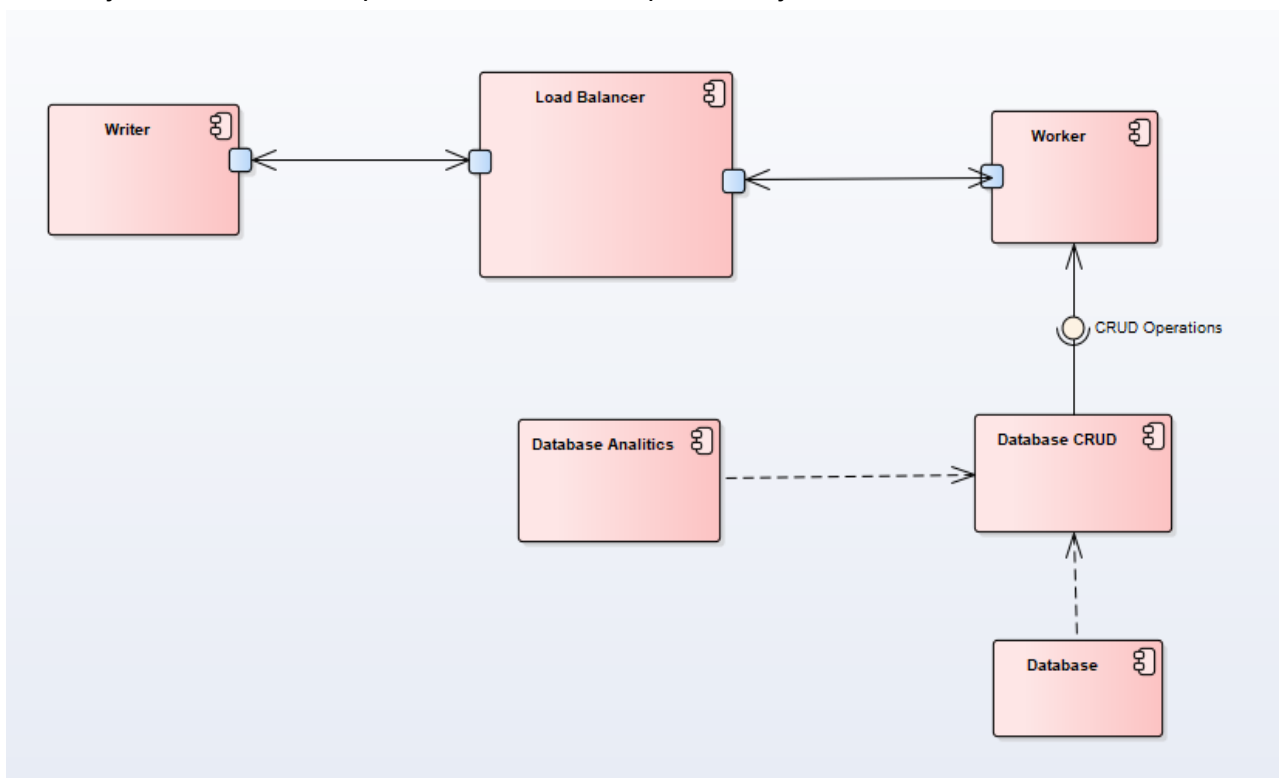 Writer
Load Balancer
Worker
CRUD Operations
Database Analitics
Database CRUD
Database